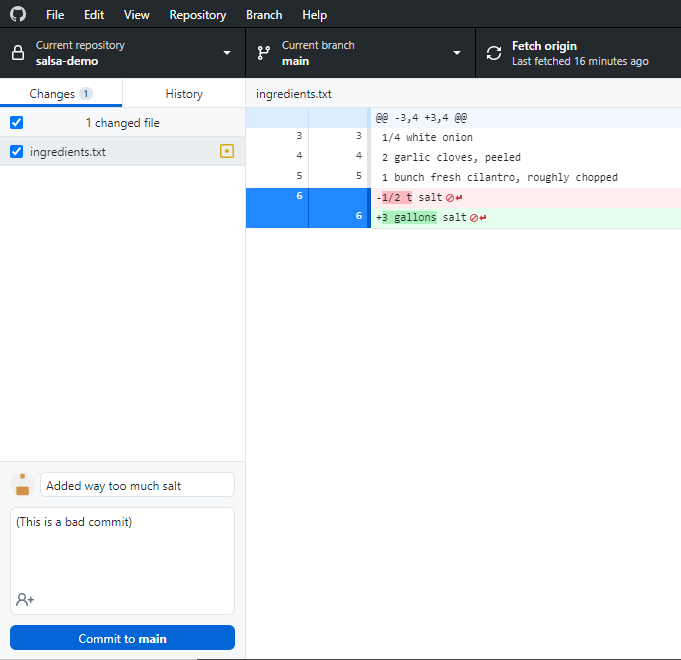 File Edit View Repository Branch Help
Current repository
salsa-demo
Current branch
main
Fetch origin
Last fetched 16 minutes ago
Changes 1 History
1 changed file
ingredients.txt
ingredients.txt
@@ -3,4 +3,4 @@
3 3 1/4 white onion
4 4 2 garlic cloves, peeled
5 5 1 bunch fresh cilantro, roughly chopped
6 -1/2 t salt
6 +3 gallons salt
Added way too much salt
(This is a bad commit)
Commit to main